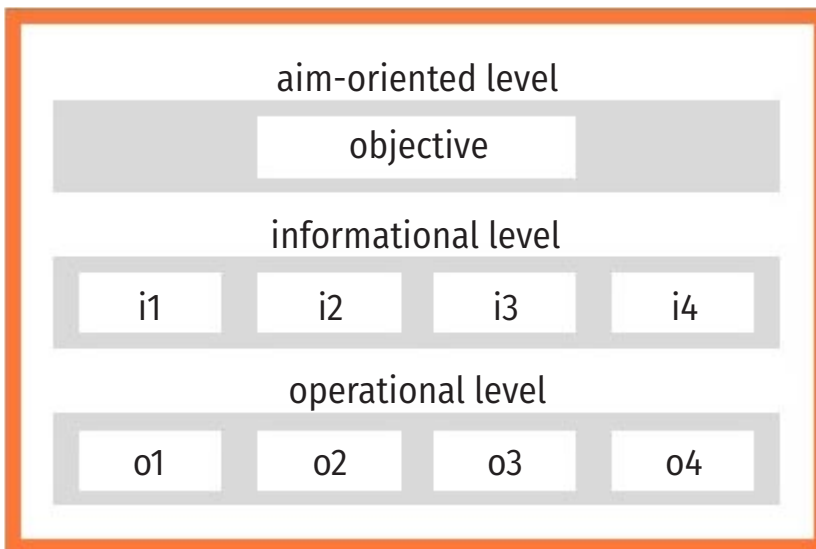 aim-oriented level
objective
informational level
i1 i2 i3 i4
operational level
o1 o2 o3 o4